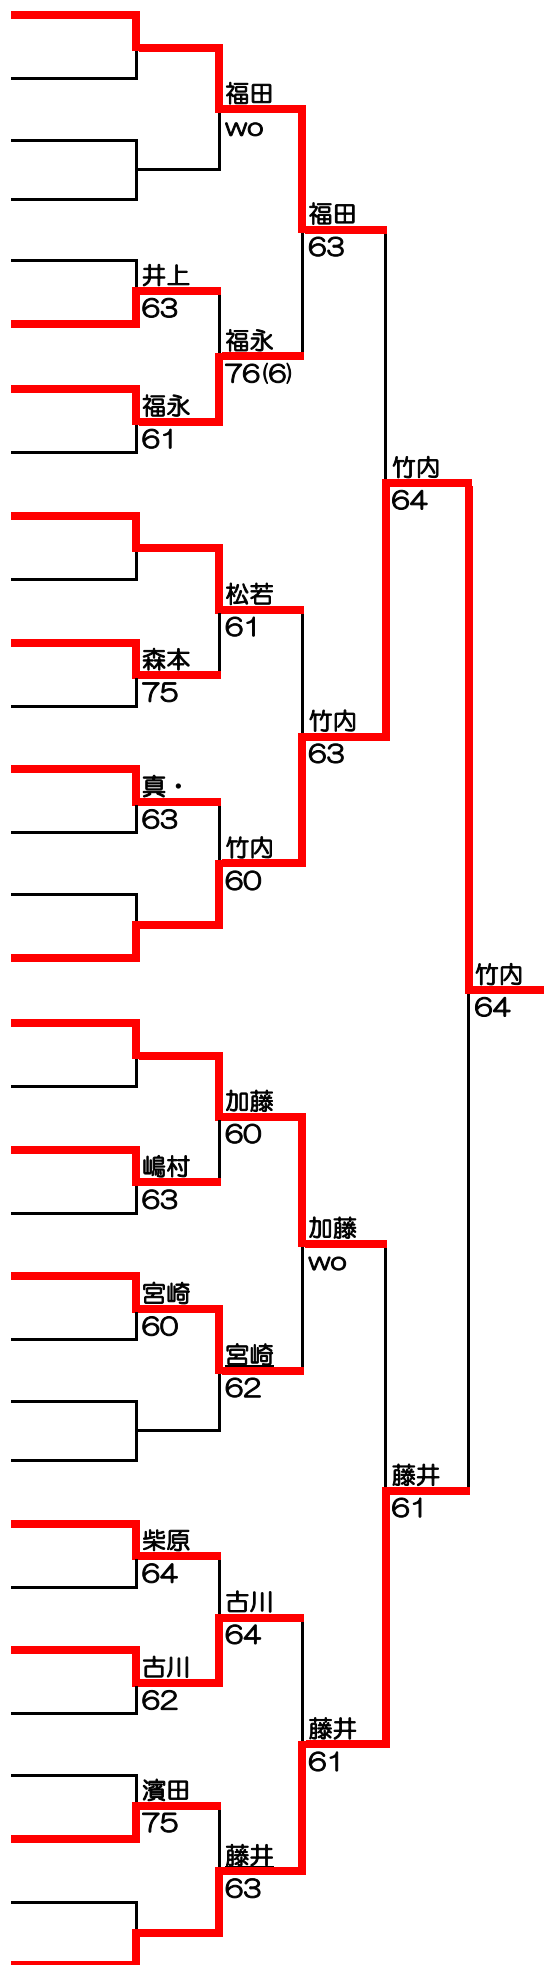 福田
wo
福田
63
井上
63
福永
76(6)
福永
61
竹内
64
松若
61
森本
75
竹内
63
真・
63
竹内
60
竹内
64
加藤
60
嶋村
63
加藤
wo
宮崎
60
宮崎
62
藤井
61
柴原
64
古川
64
古川
62
藤井
61
濱田
75
藤井
63